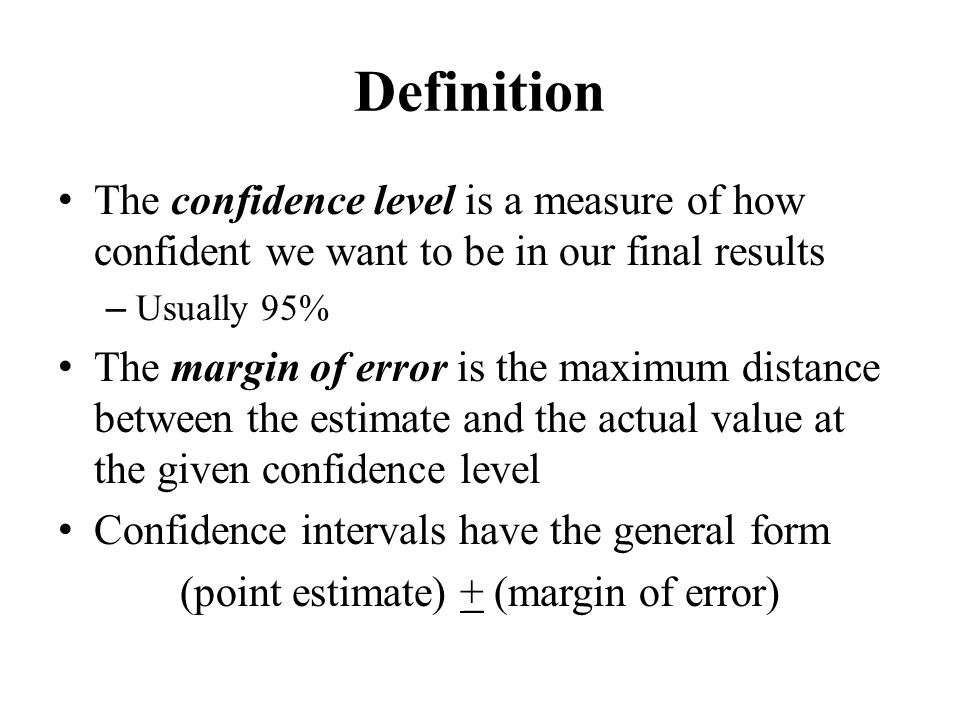 Definition
• The confidence level is a measure of how
confident we want to be in our final results
– Usually 95%
• The margin of error is the maximum distance
between the estimate and the actual value at
the given confidence level
• Confidence intervals have the general form
(point estimate) ± (margin of error)